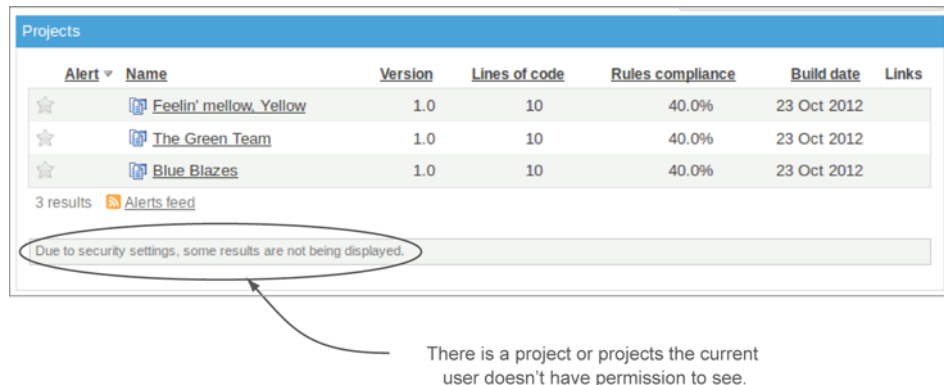 Projects
Alert Name Version Lines of code Rules compliance Build date Links
Feelin' mellow, Yellow 1.0 10 40.0% 23 Oct 2012
The Green Team 1.0 10 40.0% 23 Oct 2012
Blue Blazes 1.0 10 40.0% 23 Oct 2012
3 results Alerts feed
Due to security settings, some results are not being displayed.
There is a project or projects the current
user doesn't have permission to see.